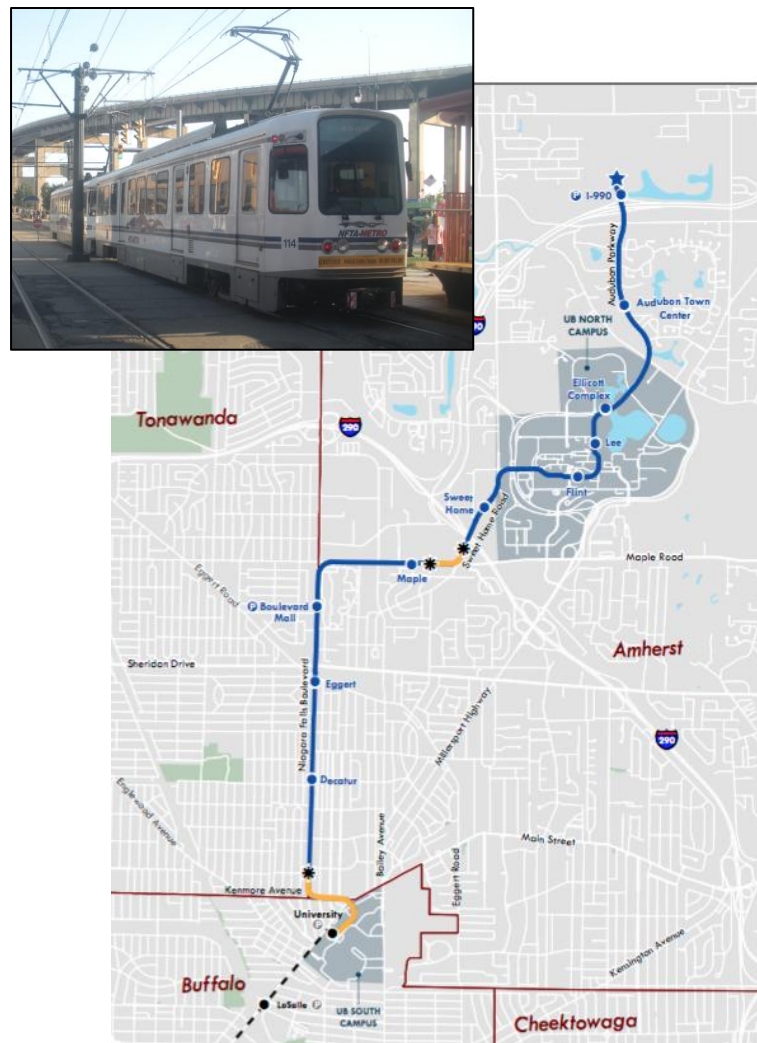 114
NFTA-METRO
I-990
Audubon Parkway
Audubon Town
Center
90
UB NORTH
CAMPUS
Ellicott
Complex
Tonawanda
290
Lee
Sweet
Home
Flint
Sweet Home Road
Maple
Maple Road
Eggert Road
P Boulevard
Mall
Amherst
Sheridan Drive
Niagara Falls Boulevard
Eggert
Millersport Highway
290
Decatur
Englewood Avenue
Bailey Avenue
Main Street
Eggert Road
Kenmore Avenue
University
Kensington Avenue
Buffalo
LaSalle
UB SOUTH
CAMPUS
Cheektowaga